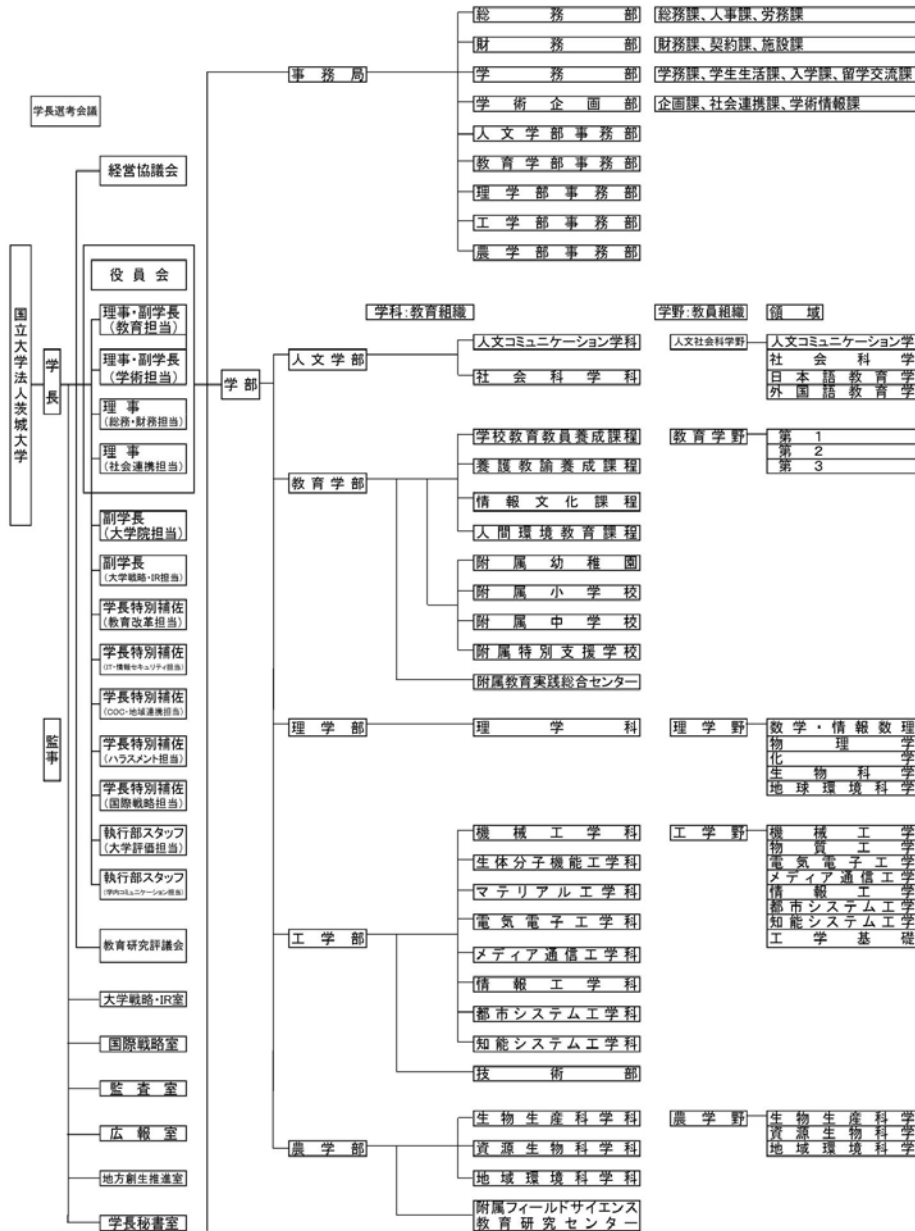 総務部 総務課、人事課、労務課
財務部 財務課、契約課、施設課
事務局
学務部 学務課、学生生活課、入学課、留学交流課
学術企画部 企画課、社会連携課、学術情報課
人文学部事務部
教育学部事務部
理学部事務部
工学部事務部
農学部事務部
学長選考会議
経営協議会
国立大学法人茨城大学
学長
監事
役員会
理事・副学長
(教育担当)
理事・副学長
(学術担当)
理事
(総務・財務担当)
理事
(社会連携担当)
副学長
(大学院担当)
副学長
(大学戦略・IR担当)
学長特別補佐
(教育改革担当)
学長特別補佐
(IT・情報セキュリティ担当)
学長特別補佐
(COC・地域連携担当)
学長特別補佐
(ハラスメント担当)
学長特別補佐
(国際戦略担当)
執行部スタッフ
(大学評価担当)
執行部スタッフ
(学内コミュニケーション担当)
教育研究評議会
大学戦略・IR室
国際戦略室
監査室
広報室
地方創生推進室
学長秘書室
学部
学科:教育組織 学野:教員組織 領域
人文学部
人文コミュニケーション学科
社会科学科
人文社会科学野
人文コミュニケーション学
社会科学
日本語教育学
外国語教育学
教育学部
学校教育教員養成課程
養護教諭養成課程
情報文化課程
人間環境教育課程
附属幼稚園
附属小学校
附属中学校
附属特別支援学校
附属教育実践総合センター
教育学野
第1
第2
第3
理学部
理学科
理学野
数学・情報数理
物理学
化学
生物科学
地球環境科学
工学部
機械工学科
生体分子機能工学科
マテリアル工学科
電気電子工学科
メディア通信工学科
情報工学科
都市システム工学科
知能システム工学科
技術部
工学野
機械工学
物質工学
電気電子工学
メディア通信工学
情報工学
都市システム工学
知能システム工学
工学基礎
農学部
生物生産科学科
資源生物科学科
地域環境科学科
附属フィールドサイエンス
教育研究センター
農学野
生物生産科学
資源生物科学
地域環境科学